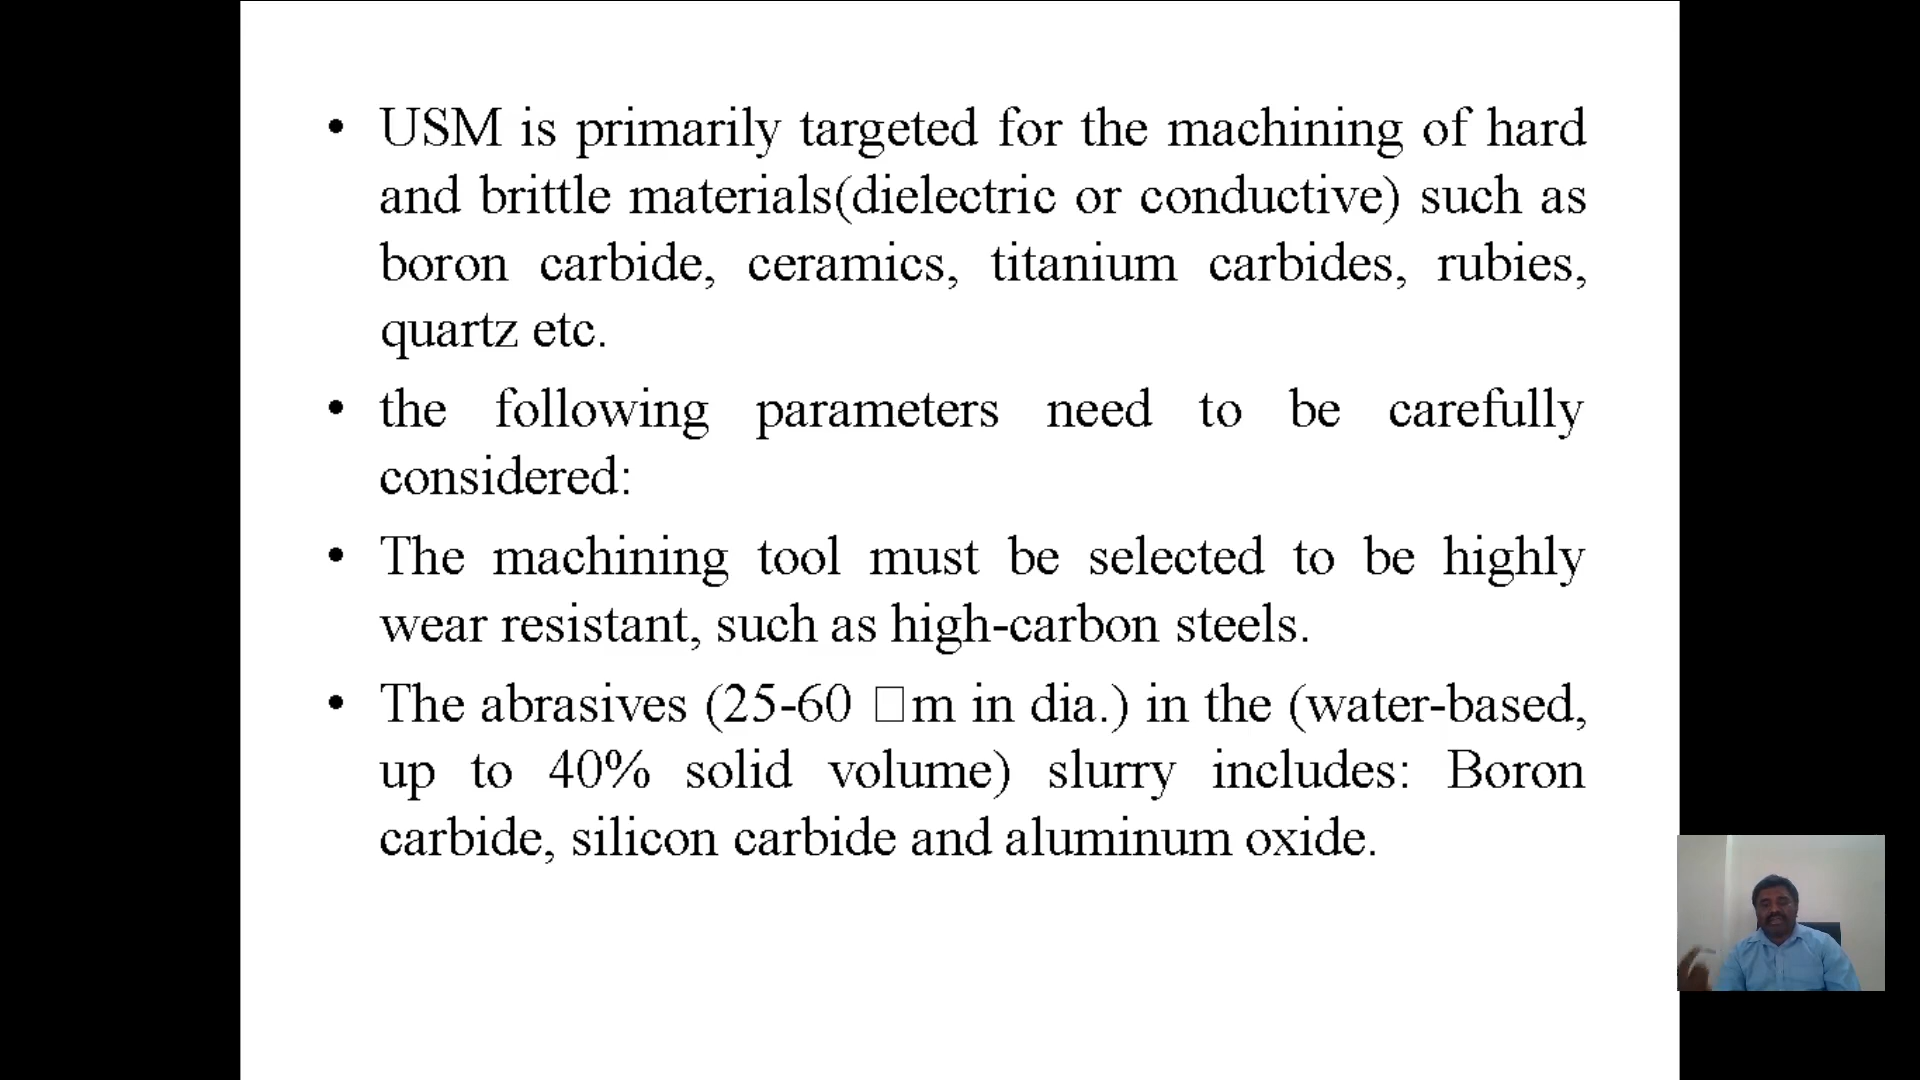 • USM is primarily targeted for the machining of hard
and brittle materials(dielectric or conductive) such as
boron carbide, ceramics, titanium carbides, rubies,
quartz etc.
• the following parameters need to be carefully
considered:
• The machining tool must be selected to be highly
wear resistant, such as high-carbon steels.
• The abrasives (25-60 □m in dia.) in the (water-based,
up to 40% solid volume) slurry includes: Boron
carbide, silicon carbide and aluminum oxide.